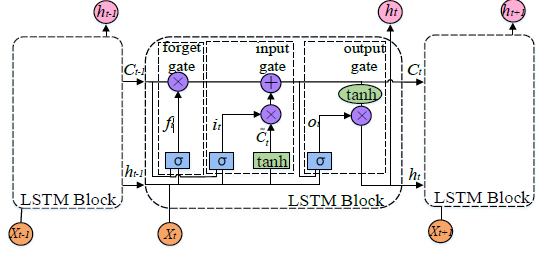 h_{t-1}
h_t
h_{t+1}
forget gate
input gate
output gate
C_{t-1}
C_t
×
+
tanh
f_t
i_t
×
C̃_t
o_t
×
σ
σ
tanh
σ
h_{t-1}
h_t
LSTM Block
LSTM Block
LSTM Block
X_{t-1}
X_t
X_{t+1}